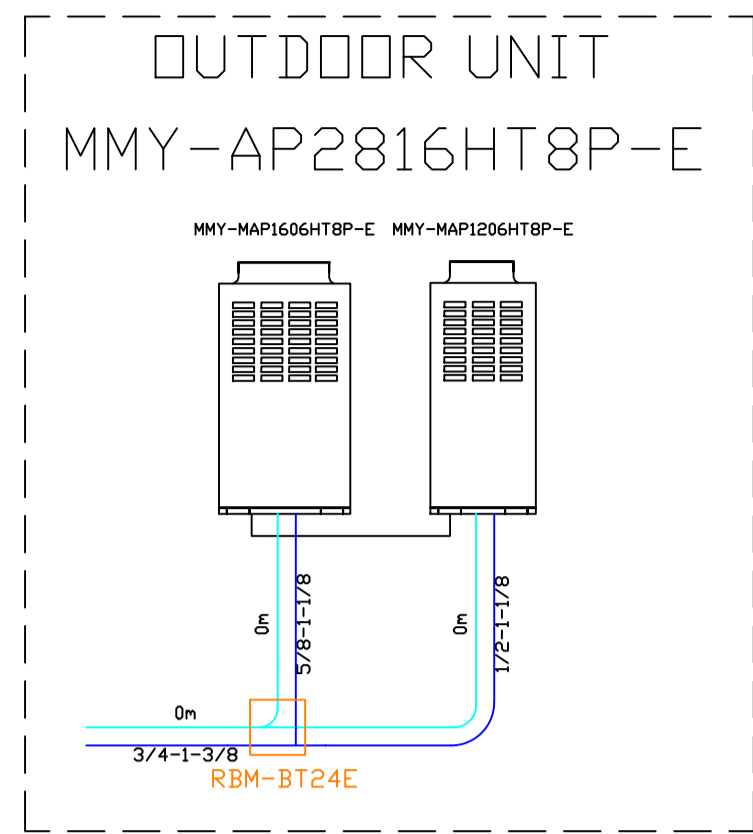 OUTDOOR UNIT
MMY-AP2816HT8P-E
MMY-MAP1606HT8P-E MMY-MAP1206HT8P-E
0m
5/8-1-1/8
0m
1/2-1-1/8
0m
3/4-1-3/8
RBM-BT24E